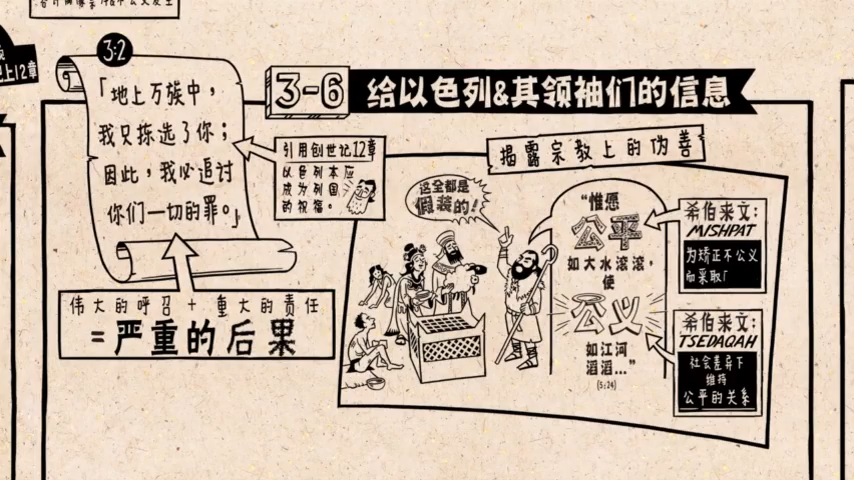 3:2
「地上万族中，
我只拣选了你；
因此，我必追讨
你们一切的罪。」
伟大的呼召 + 重大的责任
=严重的后果
3-6 给以色列&其领袖们的信息
引用创世记12章
以色列本应
成为列国
的祝福。
揭露宗教上的伪善
这全都是
假装的！
“惟愿
公平
如大水滚滚，
使
公义
如江河
滔滔…”
(5:24)
希伯来文：
MISHPAT
为矫正不公义
而采取「
希伯来文：
TSEDAQAH
社会差异下
维持
公平的关系